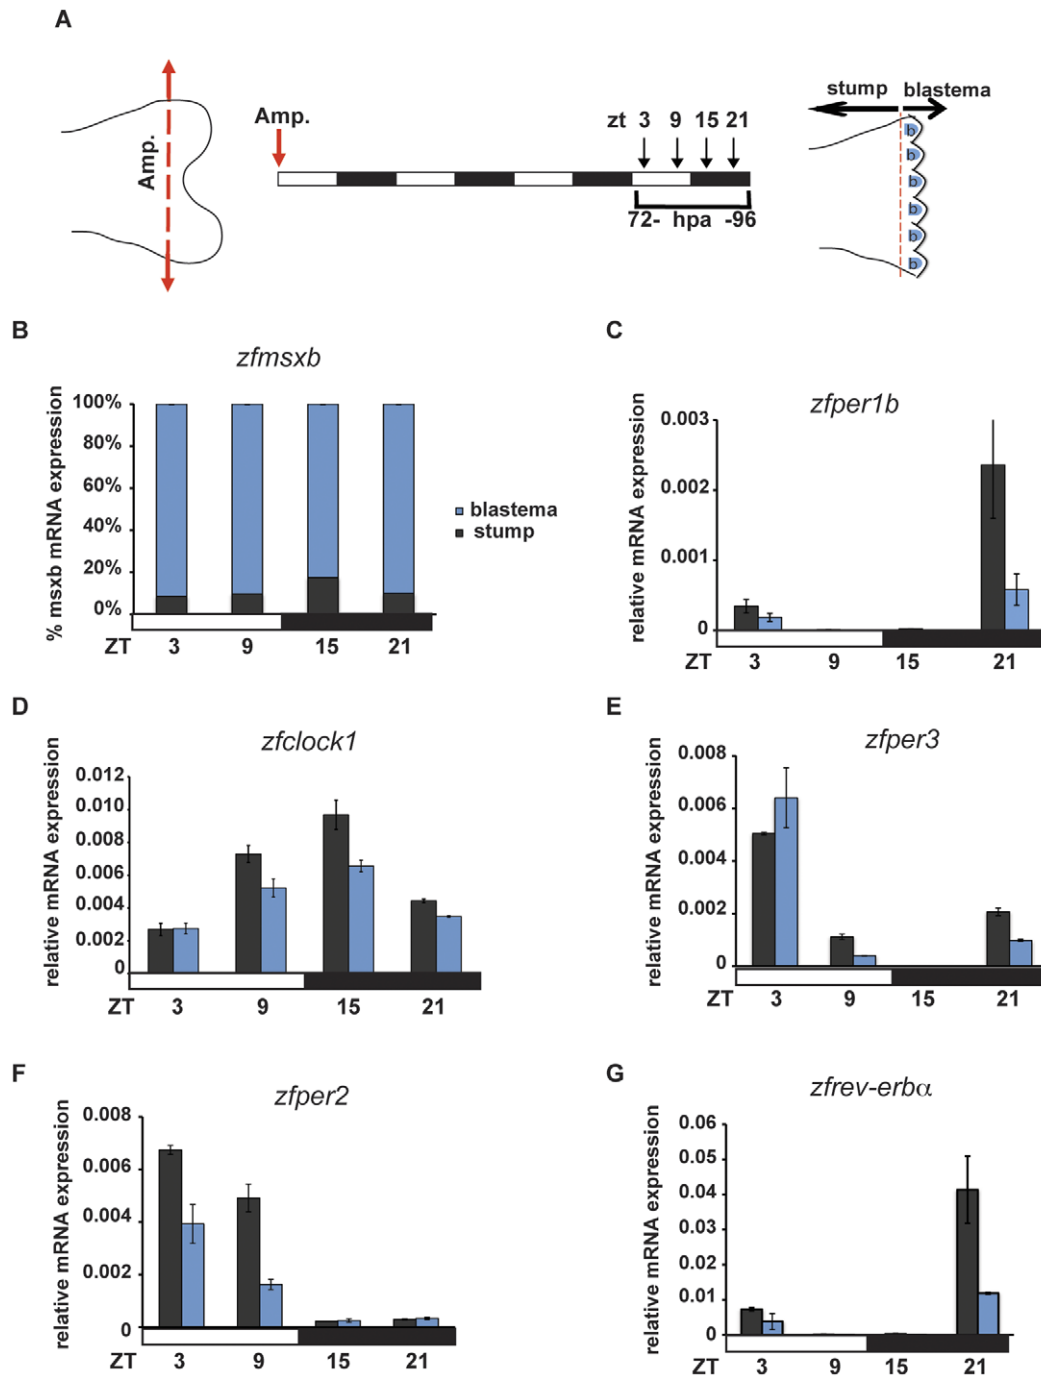 A
Amp.
Amp.
zt 3 9 15 21
72- hpa -96
stump blastema
b
b
b
b
b
b
B
zfmsxb
% msxb mRNA expression
100%
80%
60%
40%
20%
0%
ZT 3 9 15 21
blastema
stump
C
zfper1b
relative mRNA expression
0.003
0.002
0.001
0
ZT 3 9 15 21
D
zfclock1
relative mRNA expression
0.012
0.010
0.008
0.006
0.004
0.002
0
ZT 3 9 15 21
E
zfper3
relative mRNA expression
0.008
0.006
0.004
0.002
0
ZT 3 9 15 21
F
zfper2
relative mRNA expression
0.008
0.006
0.004
0.002
0
ZT 3 9 15 21
G
zfrev-erbα
relative mRNA expression
0.06
0.05
0.04
0.03
0.02
0.01
0
ZT 3 9 15 21